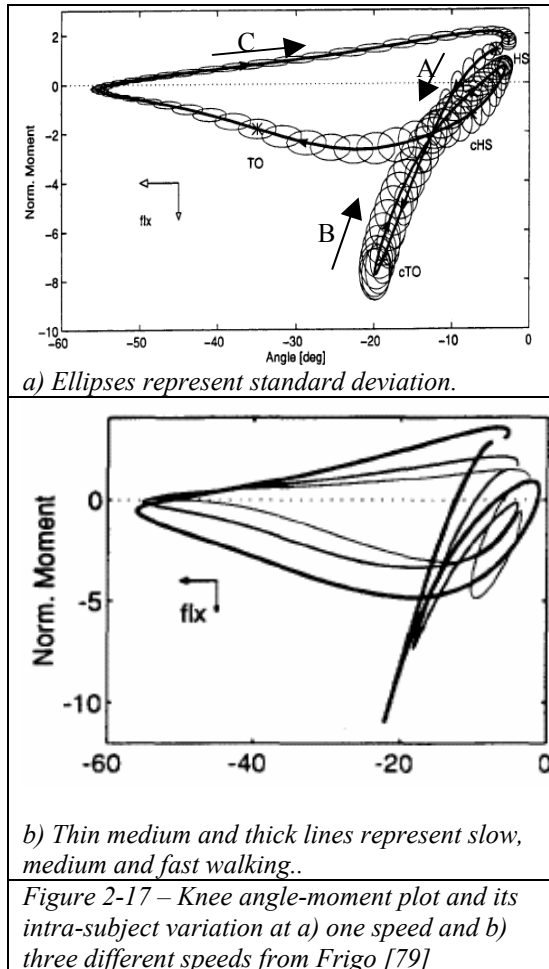 2
0
-2
-4
-6
-8
-10
Norm. Moment
C
A
HS
cHS
TO
B
cTO
flx
-60
-50
-40
-30
-20
-10
0
Angle [deg]
a) Ellipses represent standard deviation.
0
-5
-10
Norm. Moment
flx
-60
-40
-20
0
b) Thin medium and thick lines represent slow,
medium and fast walking..
Figure 2-17 – Knee angle-moment plot and its
intra-subject variation at a) one speed and b)
three different speeds from Frigo [79]